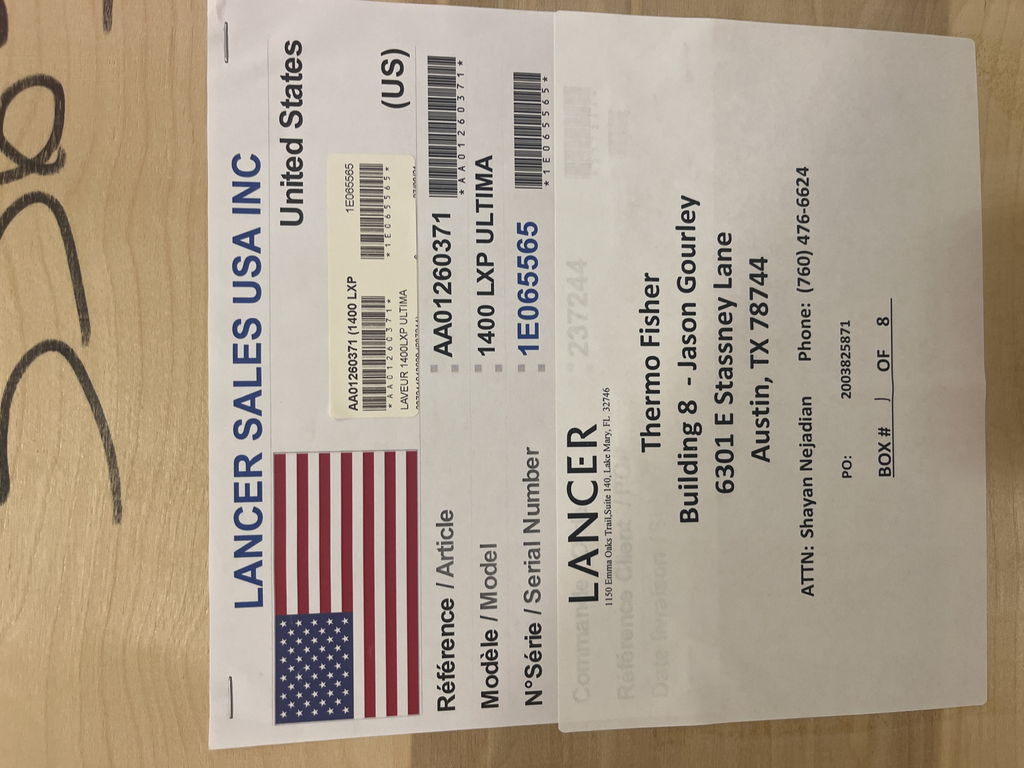 LANCER SALES USA INC
United States
(US)
AA01260371 (1400 LXP
1E065565
*AA01260371*
*1E065565*
LAVEUR 1400LXP ULTIMA
Référence / Article : AA01260371
*AA01260371*
Modèle / Model : 1400 LXP ULTIMA
N°Série / Serial Number : 1E065565
*1E065565*
LANCER
1150 Emma Oaks Trail,Suite 140, Lake Mary, FL 32746
237244
Thermo Fisher
Building 8 - Jason Gourley
6301 E Stassney Lane
Austin, TX 78744
ATTN: Shayan Nejadian Phone: (760) 476-6624
PO: 2003825871
BOX # 1 OF 8